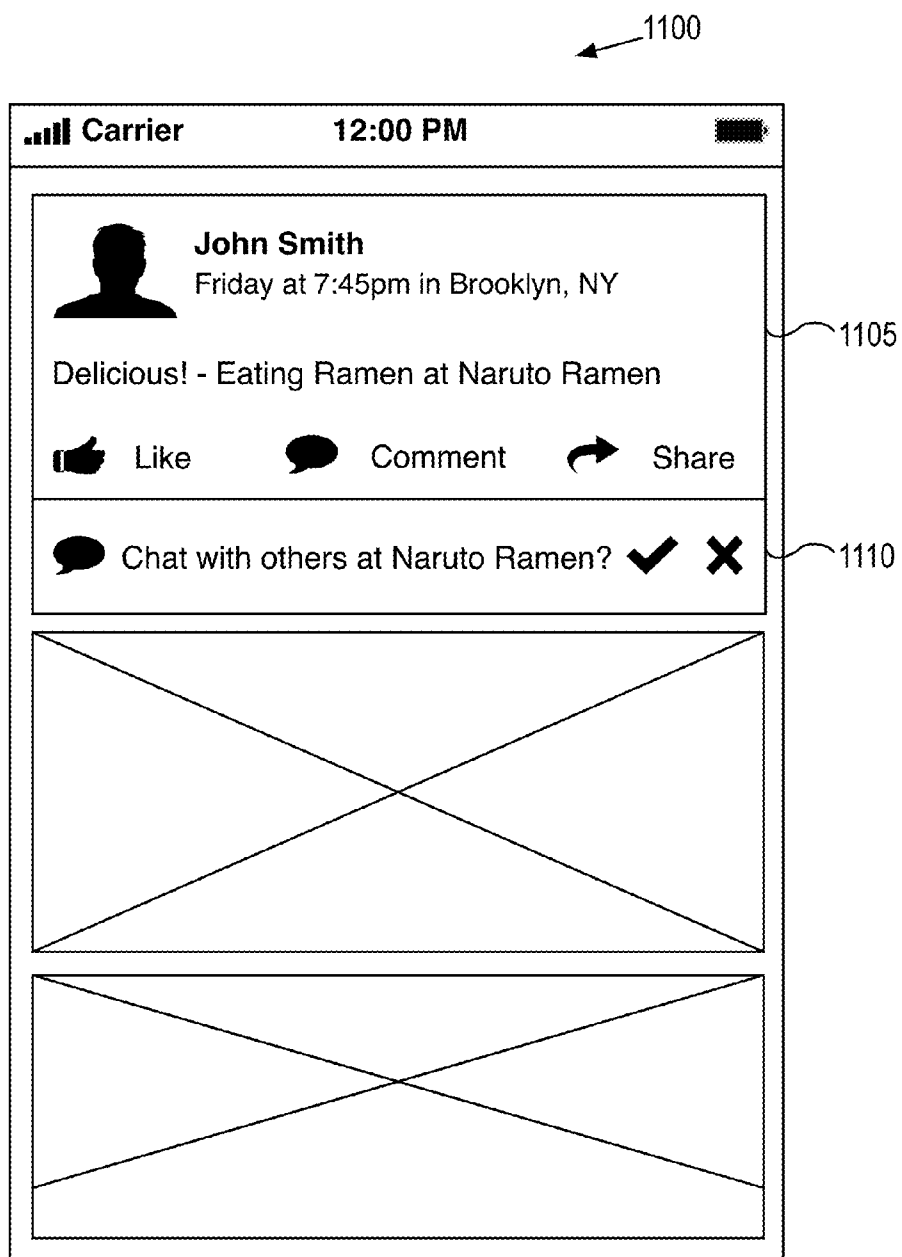 1100
Carrier 12:00 PM
John Smith
Friday at 7:45pm in Brooklyn, NY
1105
Delicious! - Eating Ramen at Naruto Ramen
Like Comment Share
Chat with others at Naruto Ramen? 1110